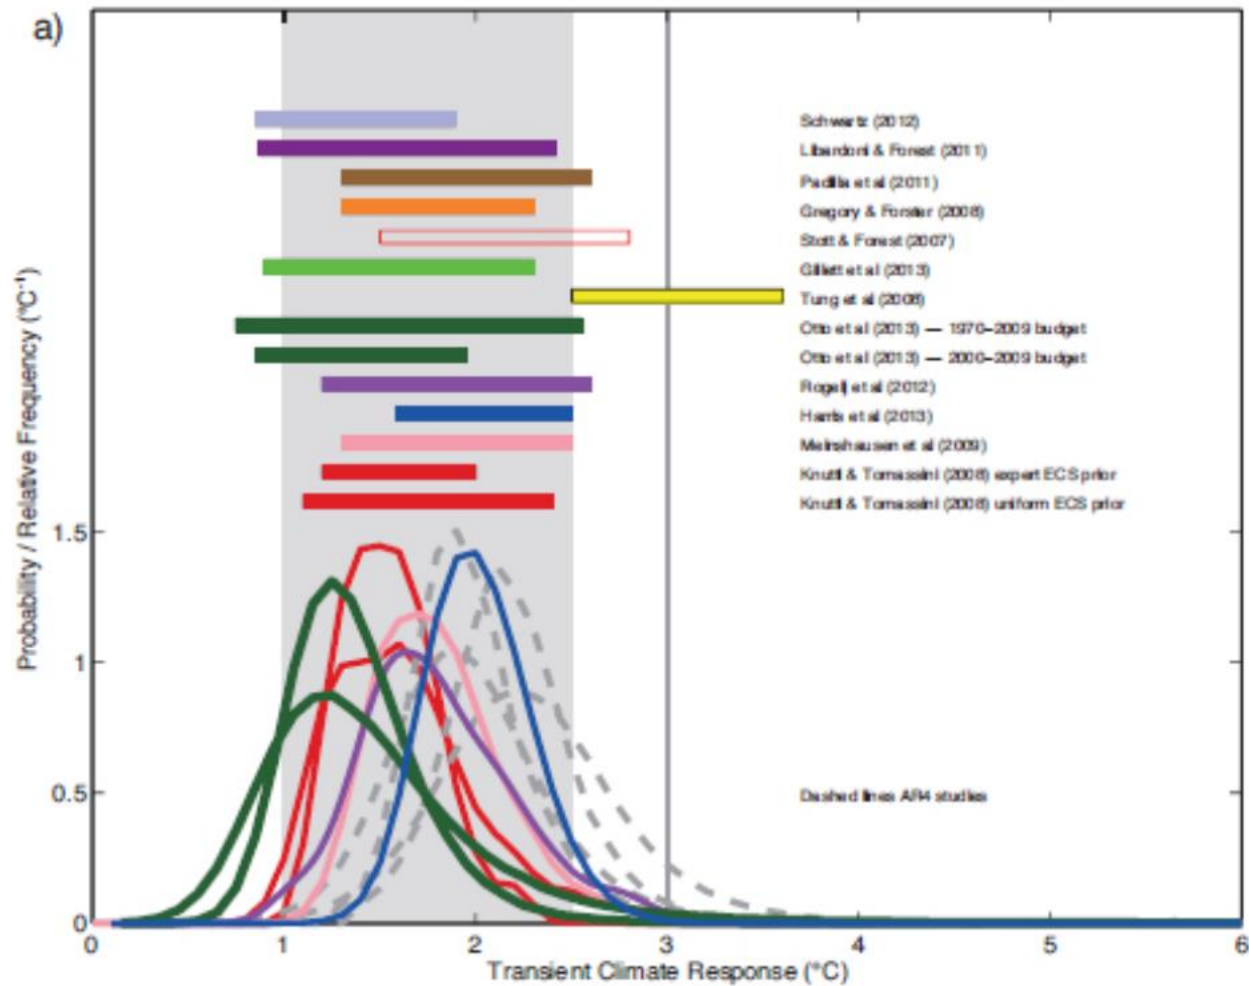 a)
Schwartz (2012)
Libardoni & Forest (2011)
Padilla et al (2011)
Gregory & Forster (2008)
Stott & Forest (2007)
Gillett et al (2013)
Tung et al (2008)
Otto et al (2013) — 1970–2009 budget
Otto et al (2013) — 2000–2009 budget
Rogelj et al (2012)
Harris et al (2013)
Meinshausen et al (2009)
Knutti & Tomassini (2008) expert ECS prior
Knutti & Tomassini (2008) uniform ECS prior
Dashed lines AR4 studies
Probability / Relative Frequency (°C⁻¹)
1.5
1
0.5
0
0 1 2 3 4 5 6
Transient Climate Response (°C)